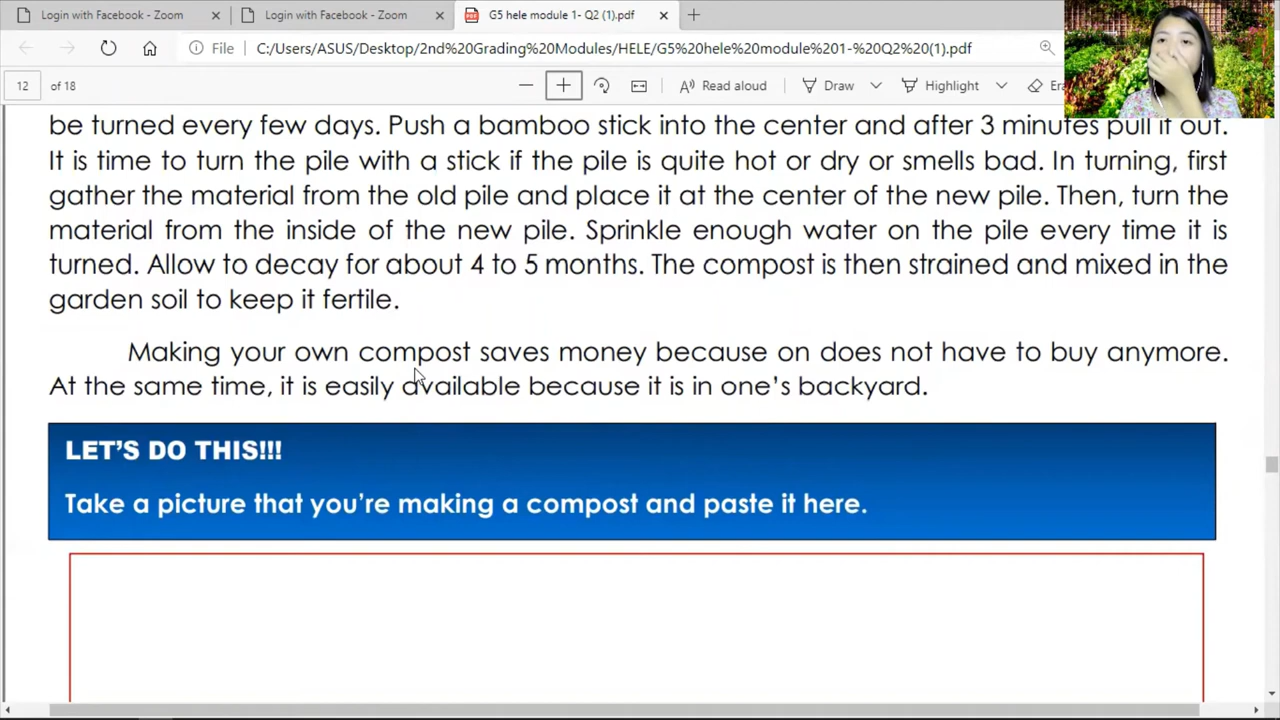 Login with Facebook - Zoom
Login with Facebook - Zoom
G5 hele module 1- Q2 (1).pdf
File
C:/Users/ASUS/Desktop/2nd%20Grading%20Modules/HELE/G5%20hele%20module%201-%20Q2%20(1).pdf
12 of 18
Read aloud
Draw
Highlight
be turned every few days. Push a bamboo stick into the center and after 3 minutes pull it out.
It is time to turn the pile with a stick if the pile is quite hot or dry or smells bad. In turning, first
gather the material from the old pile and place it at the center of the new pile. Then, turn the
material from the inside of the new pile. Sprinkle enough water on the pile every time it is
turned. Allow to decay for about 4 to 5 months. The compost is then strained and mixed in the
garden soil to keep it fertile.
Making your own compost saves money because on does not have to buy anymore.
At the same time, it is easily available because it is in one's backyard.
LET'S DO THIS!!!
Take a picture that you're making a compost and paste it here.